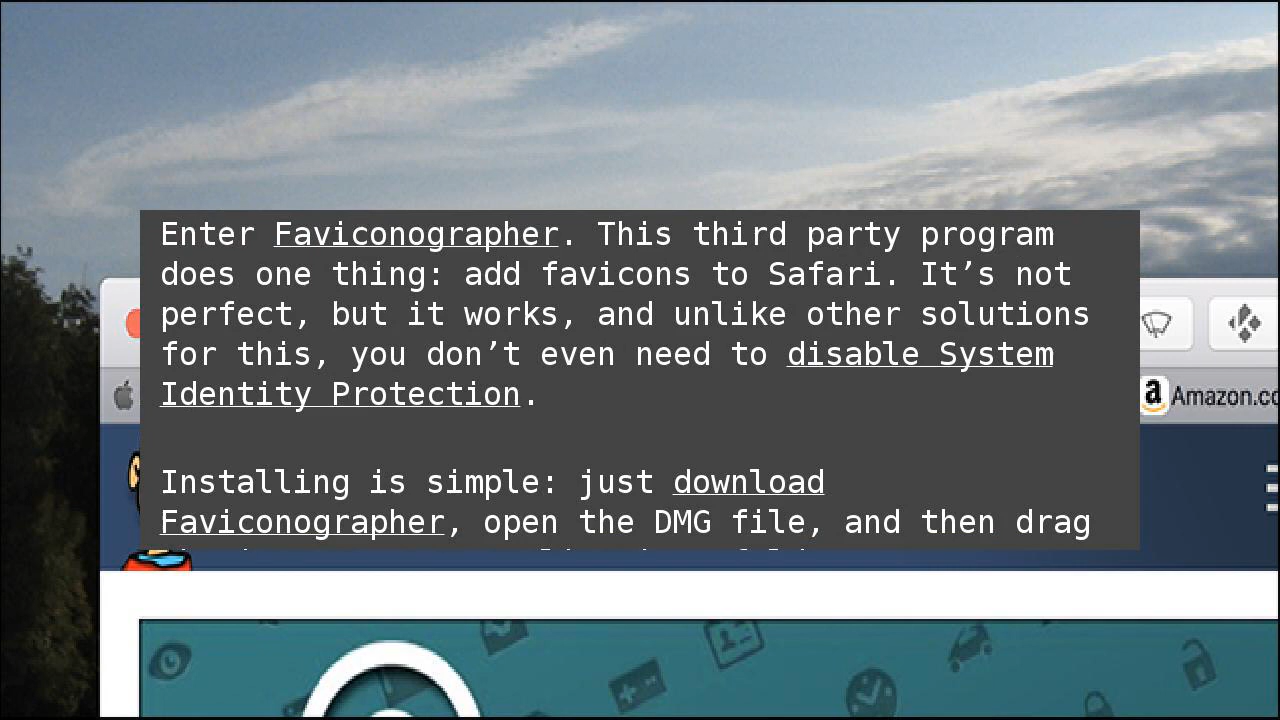 Enter Faviconographer. This third party program
does one thing: add favicons to Safari. It’s not
perfect, but it works, and unlike other solutions
for this, you don’t even need to disable System
Identity Protection.
Amazon.co
Installing is simple: just download
Faviconographer, open the DMG file, and then drag